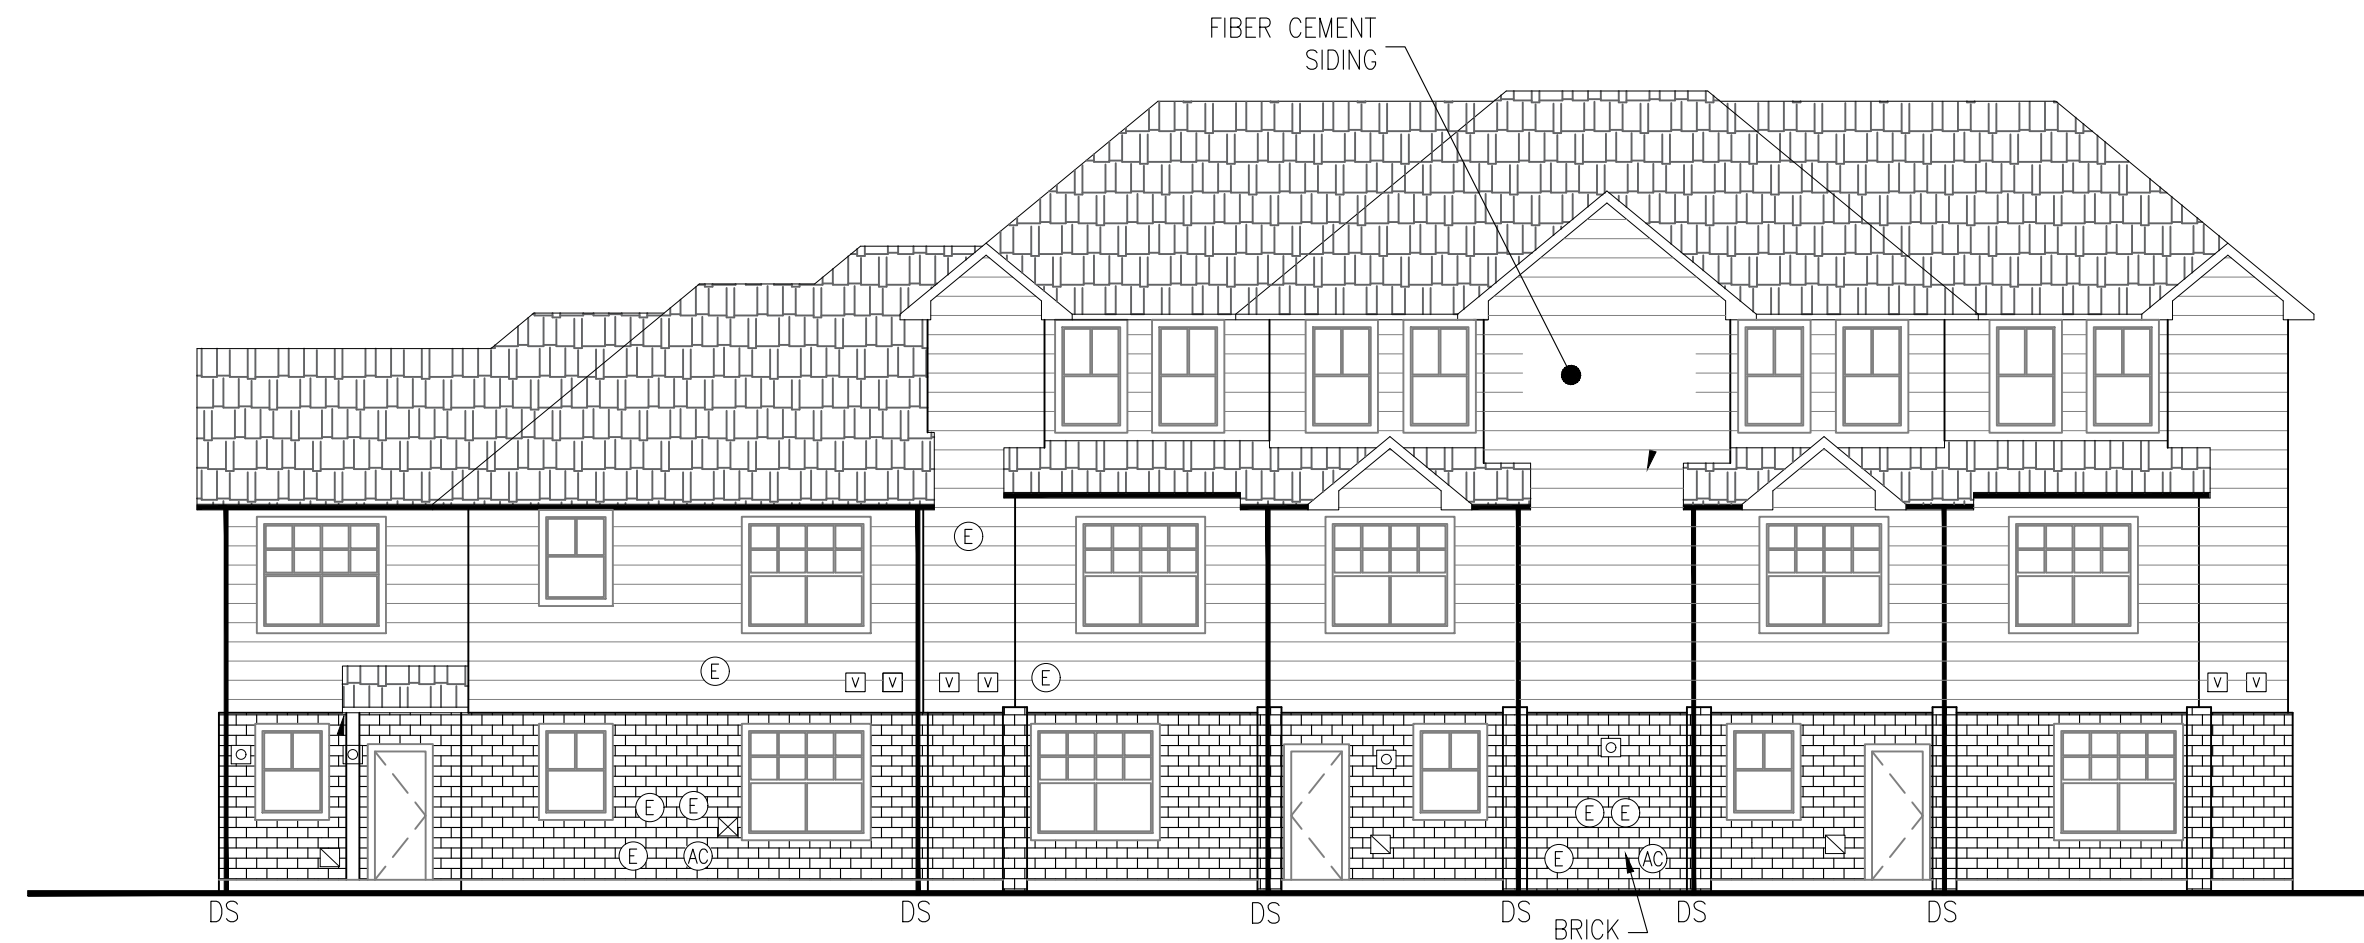 FIBER CEMENT
SIDING
E
E
E
V V V V
V V
E E
E E
E AC
E AC
DS DS DS DS DS DS
BRICK